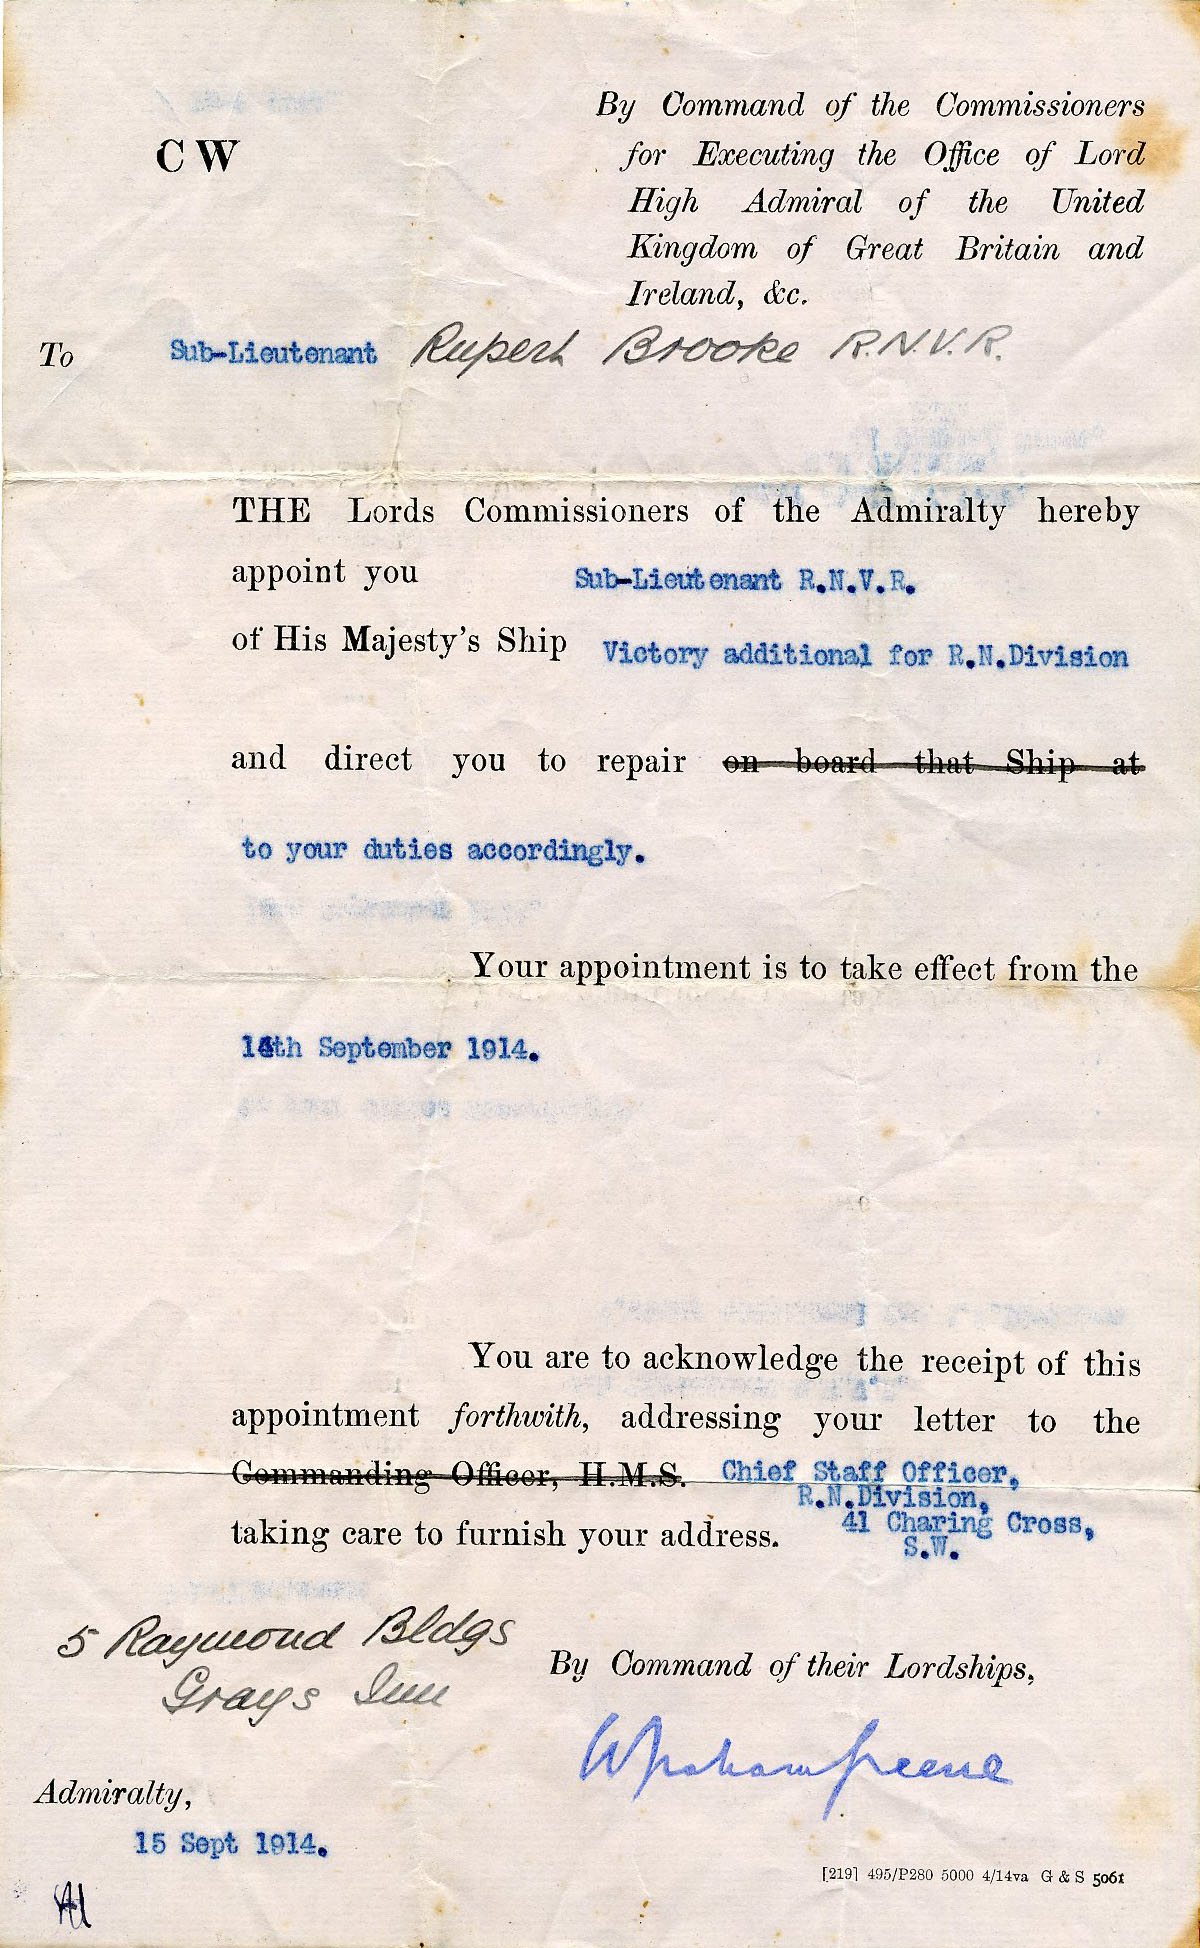 C W
By Command of the Commissioners
for Executing the Office of Lord
High Admiral of the United
Kingdom of Great Britain and
Ireland, &c.
To Sub-Lieutenant Rupert Brooke R.N.V.R.
THE Lords Commissioners of the Admiralty hereby
appoint you Sub-Lieutenant R.N.V.R.
of His Majesty's Ship Victory additional for R.N.Division
and direct you to repair on board that Ship at
to your duties accordingly.
Your appointment is to take effect from the
September 1914.
You are to acknowledge the receipt of this
appointment forthwith, addressing your letter to the
Commanding Officer, H.M.S. Chief Staff Officer,
R.N.Division,
taking care to furnish your address. 41 Charing Cross,
S.W.
5 Raymond Bldgs
Grays Inn
By Command of their Lordships,
W Graham Greene
Admiralty,
15 Sept 1914.
[219] 495/P280 5000 4/14va G & S 5061